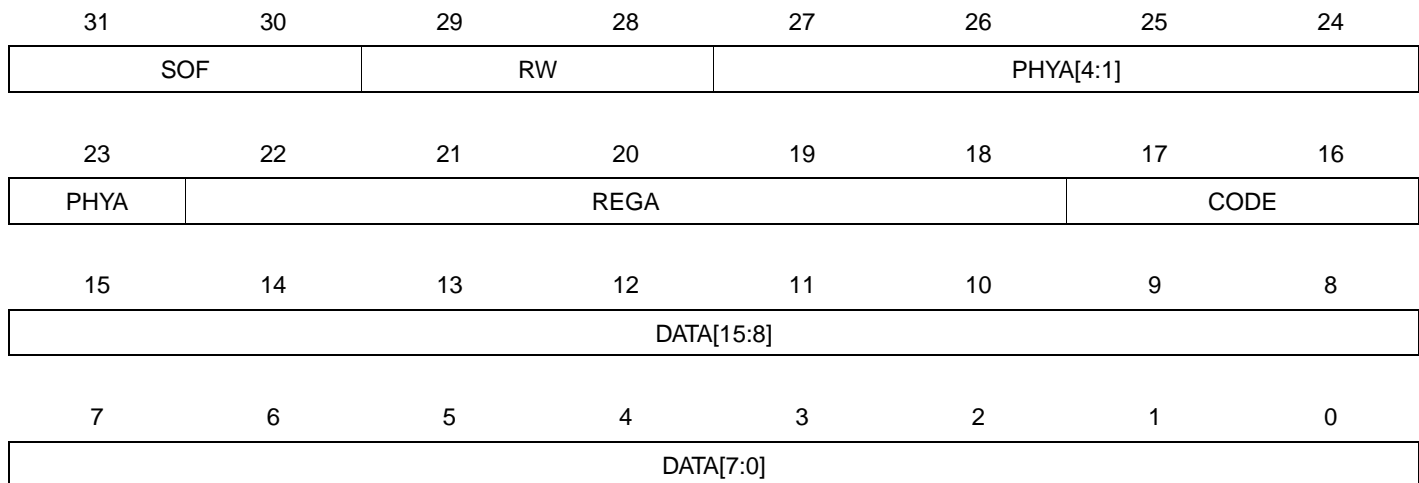 31 30 29 28 27 26 25 24
SOF RW PHYA[4:1]
23 22 21 20 19 18 17 16
PHYA REGA CODE
15 14 13 12 11 10 9 8
DATA[15:8]
7 6 5 4 3 2 1 0
DATA[7:0]